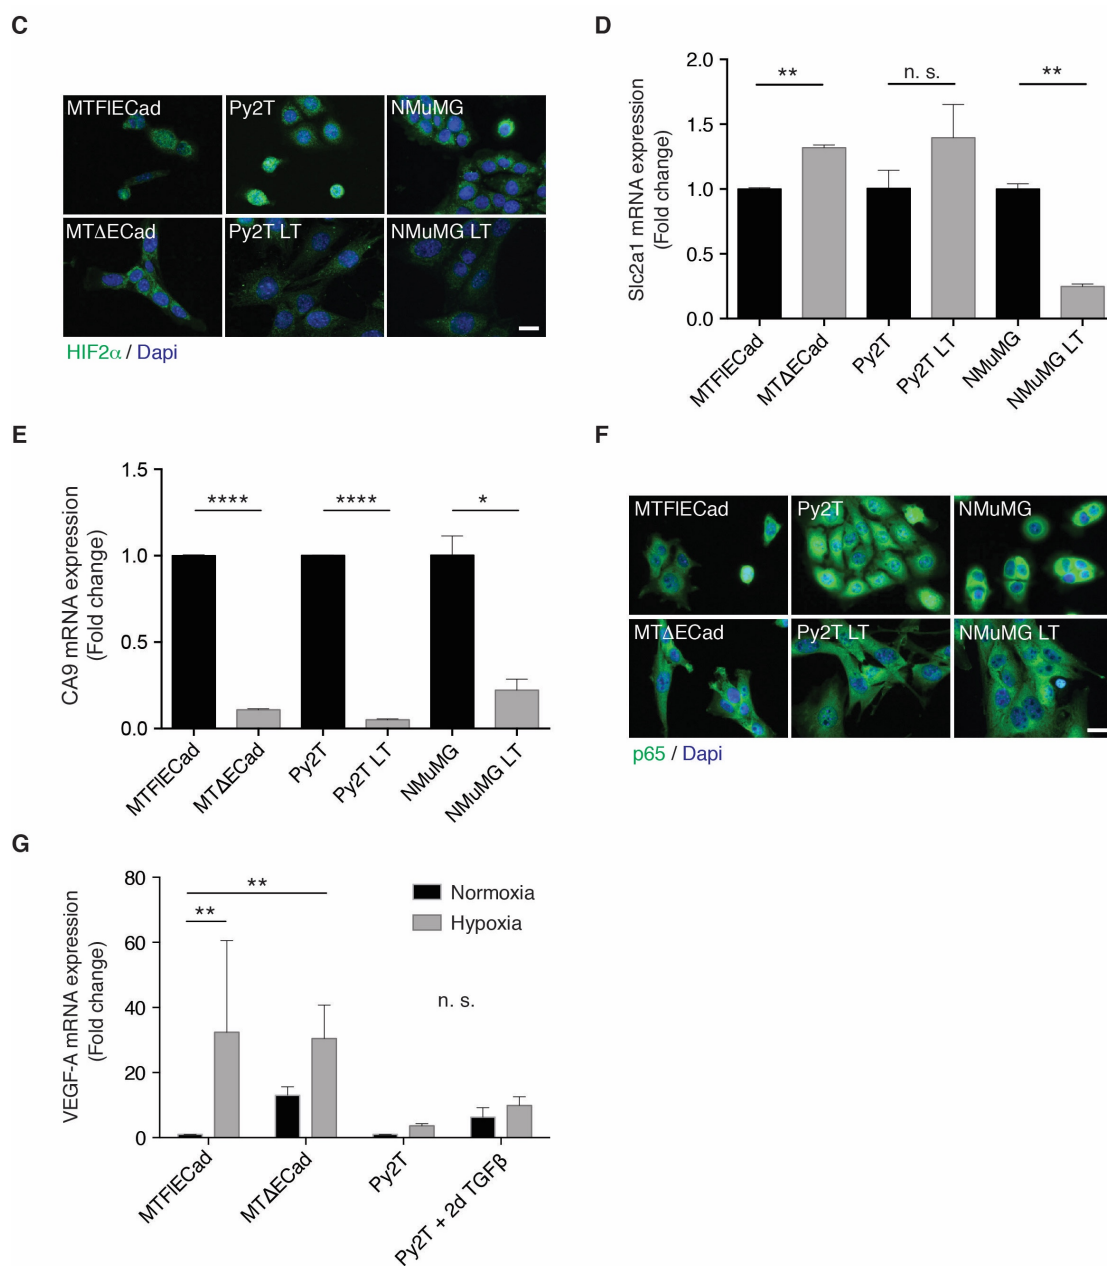 C
MTFlECad
Py2T
NMuMG
MTΔECad
Py2T LT
NMuMG LT
HIF2α / Dapi
D
Slc2a1 mRNA expression
(Fold change)
2.0
1.5
1.0
0.5
0.0
**
n. s.
**
MTFlECad
MTΔECad
Py2T
Py2T LT
NMuMG
NMuMG LT
E
CA9 mRNA expression
(Fold change)
1.5
1.0
0.5
0.0
****
****
*
MTFlECad
MTΔECad
Py2T
Py2T LT
NMuMG
NMuMG LT
F
MTFlECad
Py2T
NMuMG
MTΔECad
Py2T LT
NMuMG LT
p65 / Dapi
G
VEGF-A mRNA expression
(Fold change)
80
60
40
20
0
**
**
Normoxia
Hypoxia
n. s.
MTFlECad
MTΔECad
Py2T
Py2T + 2d TGFβ